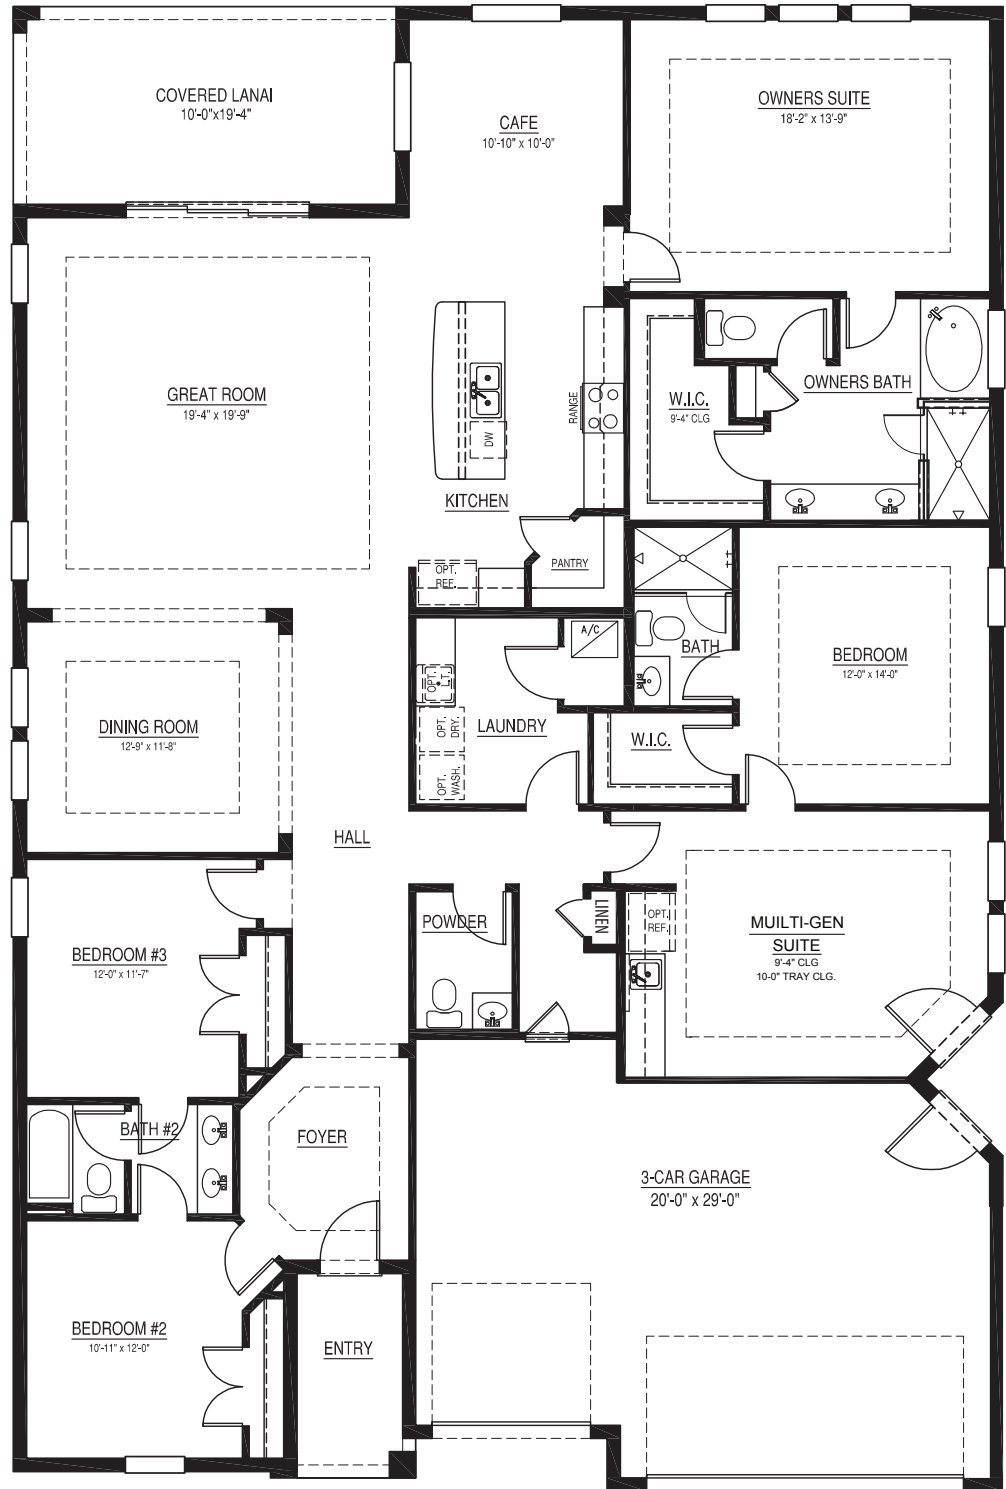 COVERED LANAI
10'-0"x19'-4"
CAFE
10'-10" x 10'-0"
OWNERS SUITE
18'-2" x 13'-9"
GREAT ROOM
19'-4" x 19'-9"
RANGE
DW
KITCHEN
W.I.C.
9'-4" CLG
OWNERS BATH
OPT.
REF.
PANTRY
A/C
BATH
BEDROOM
12'-0" x 14'-0"
DINING ROOM
12'-9" x 11'-8"
OPT.
L.T.
OPT.
DRY.
OPT.
WASH.
LAUNDRY
W.I.C.
HALL
BEDROOM #3
12'-0" x 11'-7"
POWDER
LINEN
OPT.
REF.
MUILTI-GEN
SUITE
9'-4" CLG
10-0" TRAY CLG.
BATH #2
FOYER
3-CAR GARAGE
20'-0" x 29'-0"
BEDROOM #2
10'-11" x 12'-0"
ENTRY